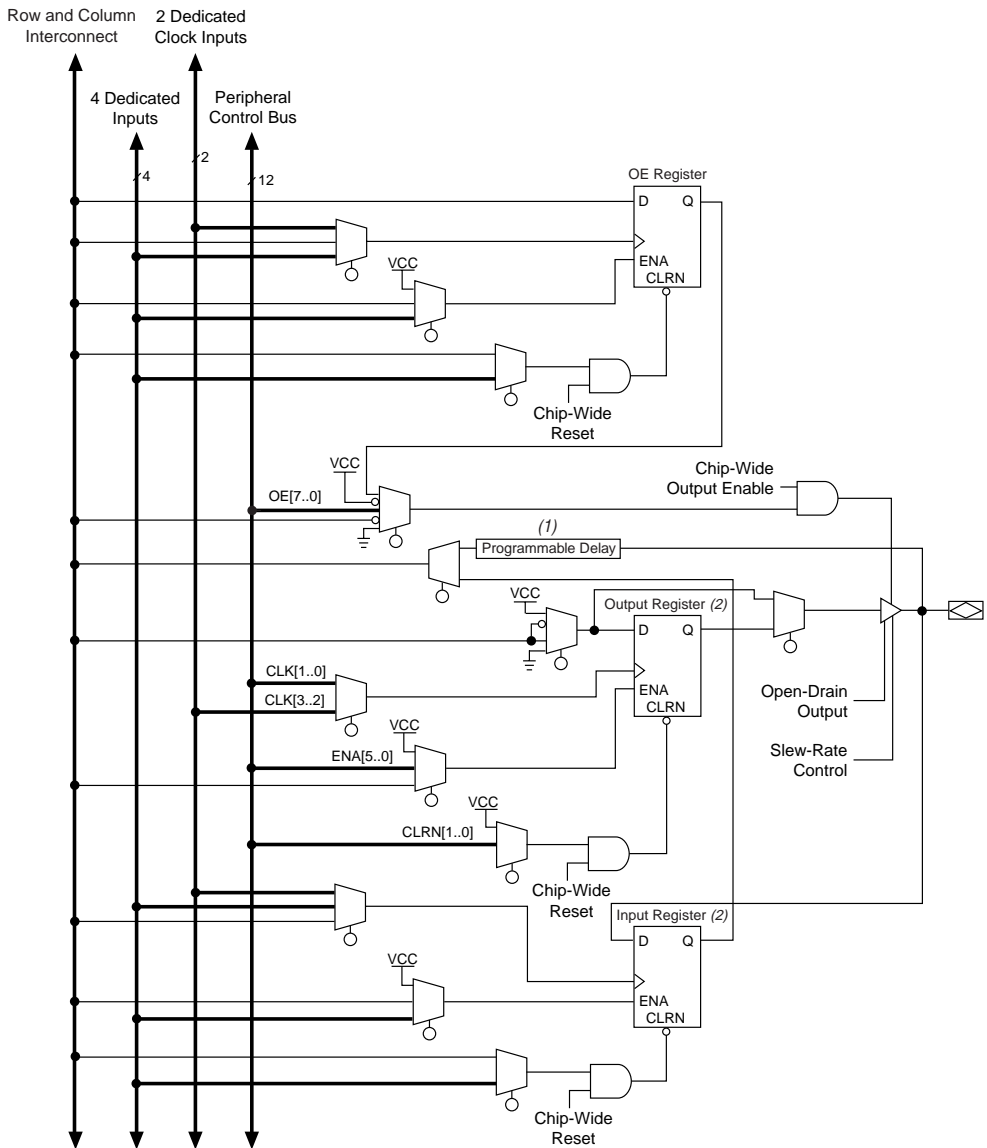 Row and Column
Interconnect
2 Dedicated
Clock Inputs
4 Dedicated
Inputs
Peripheral
Control Bus
2
4
12
OE Register
D Q
ENA
CLRN
VCC
Chip-Wide
Reset
VCC
OE[7..0]
Chip-Wide
Output Enable
(1)
Programmable Delay
VCC
Output Register (2)
D Q
ENA
CLRN
CLK[1..0]
CLK[3..2]
Open-Drain
Output
VCC
ENA[5..0]
Slew-Rate
Control
VCC
CLRN[1..0]
Chip-Wide
Reset
Input Register (2)
D Q
ENA
CLRN
VCC
Chip-Wide
Reset